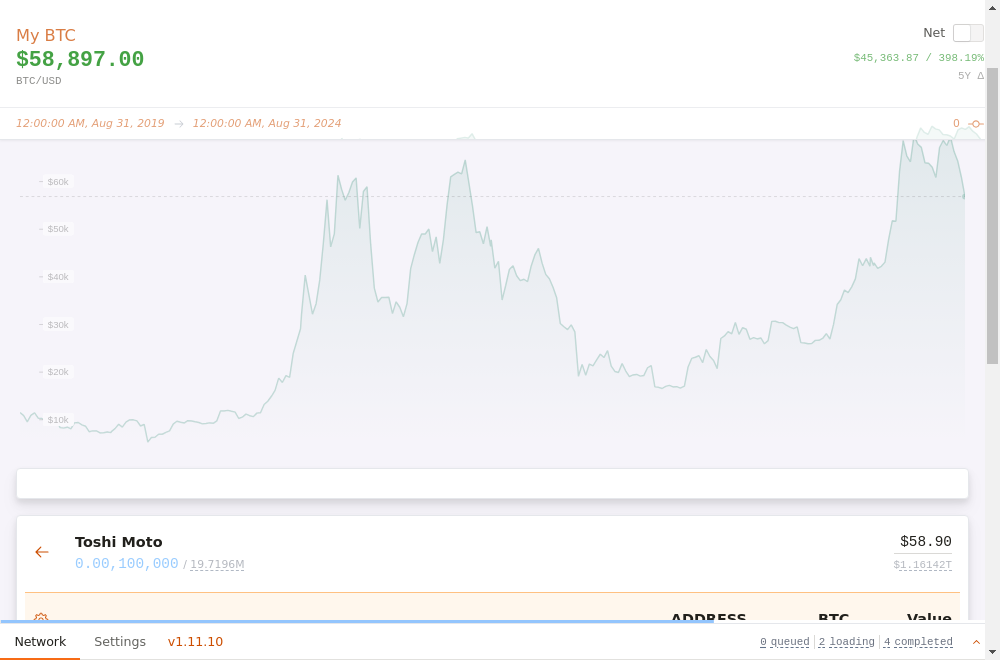 My BTC
Net
$58,897.00
$45,363.87 / 398.19%
BTC/USD
5Y Δ
12:00:00 AM, Aug 31, 2019 → 12:00:00 AM, Aug 31, 2024
0
$60k
$50k
$40k
$30k
$20k
$10k
Toshi Moto
$58.90
0.00,100,000 / 19.7196M
$1.16142T
ADDRESS BTC Value
Network Settings v1.11.10
0 queued 2 loading 4 completed